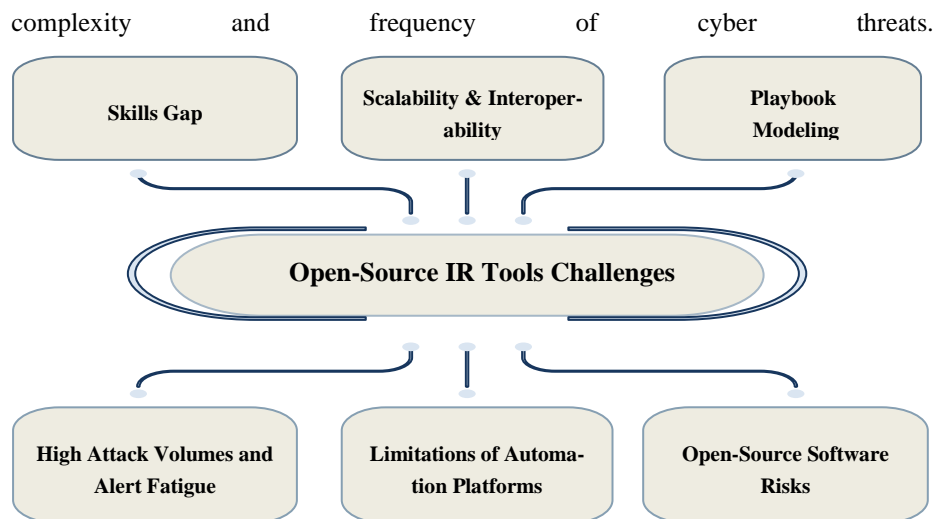 complexity and frequency of cyber threats.
Skills Gap
Scalability & Interoper-
ability
Playbook
Modeling
Open-Source IR Tools Challenges
High Attack Volumes and
Alert Fatigue
Limitations of Automa-
tion Platforms
Open-Source Software
Risks